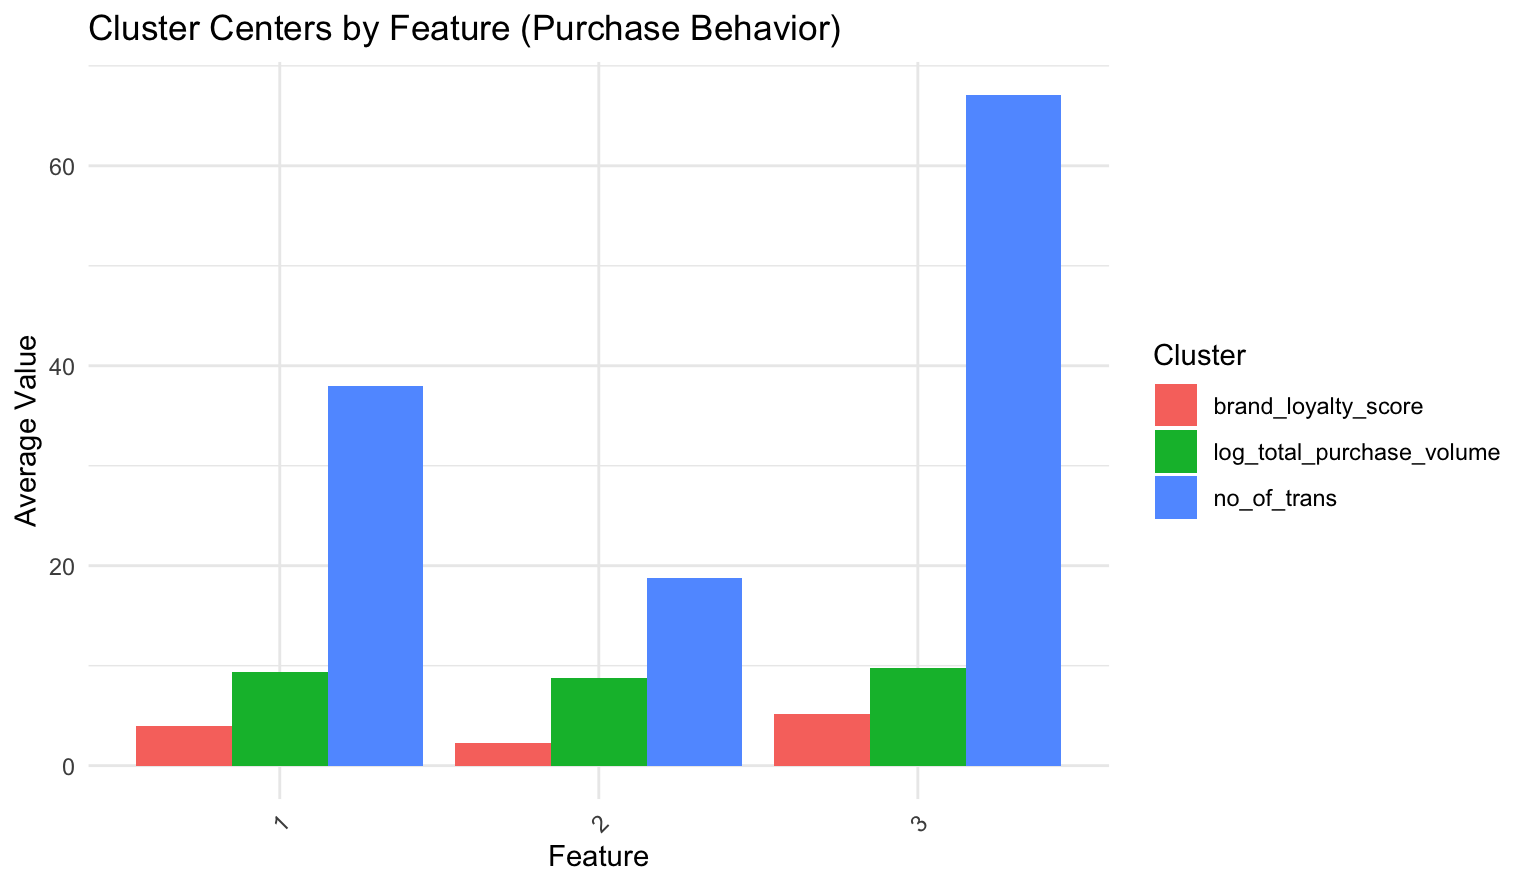 Cluster Centers by Feature (Purchase Behavior)
Average Value
60
40
20
0
1
2
3
Feature
Cluster
brand_loyalty_score
log_total_purchase_volume
no_of_trans